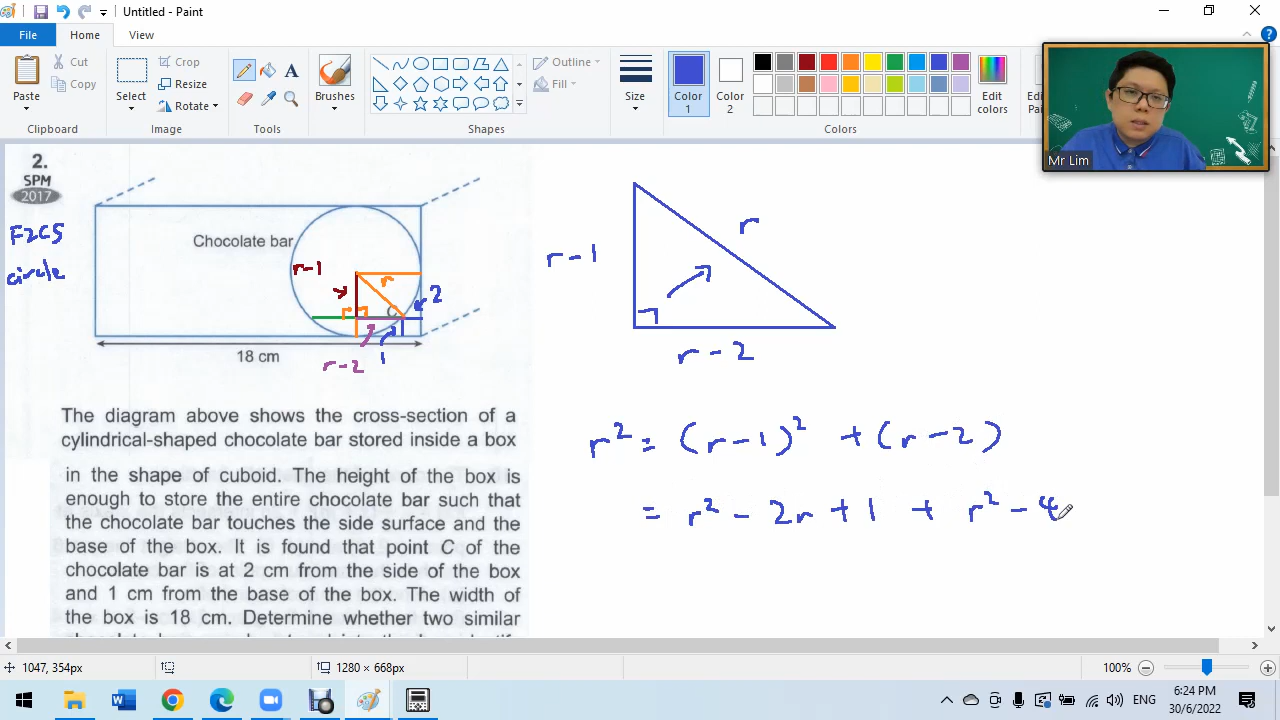 Untitled - Paint
File Home View
Paste Cut Copy Clipboard
Select Crop Resize Rotate Image
Tools
Brushes
Shapes Outline Fill
Size
Color 1 Color 2 Colors
Edit colors
Mr Lim
2.
SPM
2017
F2C5
circle
Chocolate bar
r-1
r
2
C
18 cm
r-2
1
r-1
r
r-2
The diagram above shows the cross-section of a
cylindrical-shaped chocolate bar stored inside a box
in the shape of cuboid. The height of the box is
enough to store the entire chocolate bar such that
the chocolate bar touches the side surface and the
base of the box. It is found that point C of the
chocolate bar is at 2 cm from the side of the box
and 1 cm from the base of the box. The width of
the box is 18 cm. Determine whether two similar
r² = (r-1)² + (r-2)
= r² - 2r + 1 + r² - 4
1047, 354px
1280 × 668px
100%
ENG
6:24 PM
30/6/2022